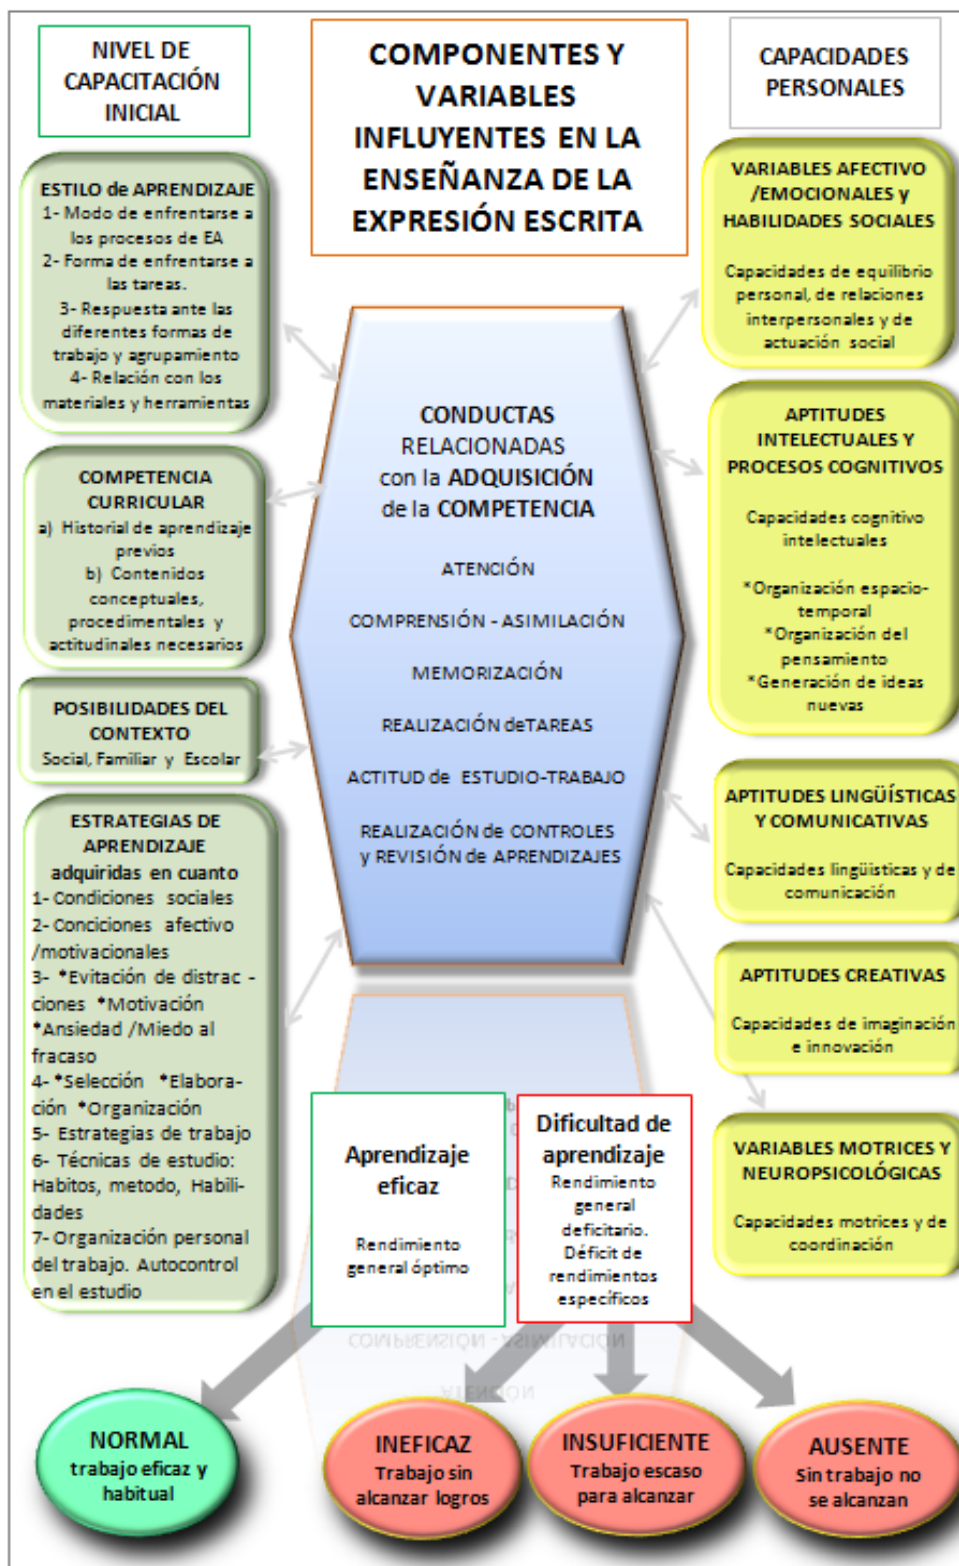 NIVEL DE
CAPACITACIÓN
INICIAL
COMPONENTES Y
VARIABLES
INFLUYENTES EN LA
ENSEÑANZA DE LA
EXPRESIÓN ESCRITA
CAPACIDADES
PERSONALES
ESTILO de APRENDIZAJE
1- Modo de enfrentarse a
los procesos de EA
2- Forma de enfrentarse a
las tareas.
3- Respuesta ante las
diferentes formas de
trabajo y agrupamiento
4- Relación con los
materiales y herramientas
COMPETENCIA
CURRICULAR
a) Historial de aprendizaje
previos
b) Contenidos
conceptuales,
procedimentales y
actitudinales necesarios
POSIBILIDADES DEL
CONTEXTO
Social, Familiar y Escolar
ESTRATEGIAS DE
APRENDIZAJE
adquiridas en cuanto
1- Condiciones sociales
2- Conciciones afectivo
/motivacionales
3- *Evitación de distrac -
ciones *Motivación
*Ansiedad /Miedo al
fracaso
4- *Selección *Elabora-
ción *Organización
5- Estrategias de trabajo
6- Técnicas de estudio:
Habitos, metodo, Habili-
dades
7- Organización personal
del trabajo. Autocontrol
en el estudio
CONDUCTAS
RELACIONADAS
con la ADQUISICIÓN
de la COMPETENCIA
ATENCIÓN
COMPRENSIÓN - ASIMILACIÓN
MEMORIZACIÓN
REALIZACIÓN deTAREAS
ACTITUD de ESTUDIO-TRABAJO
REALIZACIÓN de CONTROLES
y REVISIÓN de APRENDIZAJES
VARIABLES AFECTIVO
/EMOCIONALES y
HABILIDADES SOCIALES
Capacidades de equilibrio
personal, de relaciones
interpersonales y de
actuación social
APTITUDES
INTELECTUALES Y
PROCESOS COGNITIVOS
Capacidades cognitivo
intelectuales
*Organización espacio-
temporal
*Organización del
pensamiento
*Generación de ideas
nuevas
APTITUDES LINGÜÍSTICAS
Y COMUNICATIVAS
Capacidades lingüisticas y de
comunicación
APTITUDES CREATIVAS
Capacidades de imaginación
e innovación
VARIABLES MOTRICES Y
NEUROPSICOLÓGICAS
Capacidades motrices y de
coordinación
Aprendizaje
eficaz
Rendimiento
general óptimo
Dificultad de
aprendizaje
Rendimiento
general
deficitario.
Déficit de
rendimientos
específicos
COMPRENSIÓN - ASIMILACIÓN
ATENCIÓN
NORMAL
trabajo eficaz y
habitual
INEFICAZ
Trabajo sin
alcanzar logros
INSUFICIENTE
Trabajo escaso
para alcanzar
AUSENTE
Sin trabajo no
se alcanzan